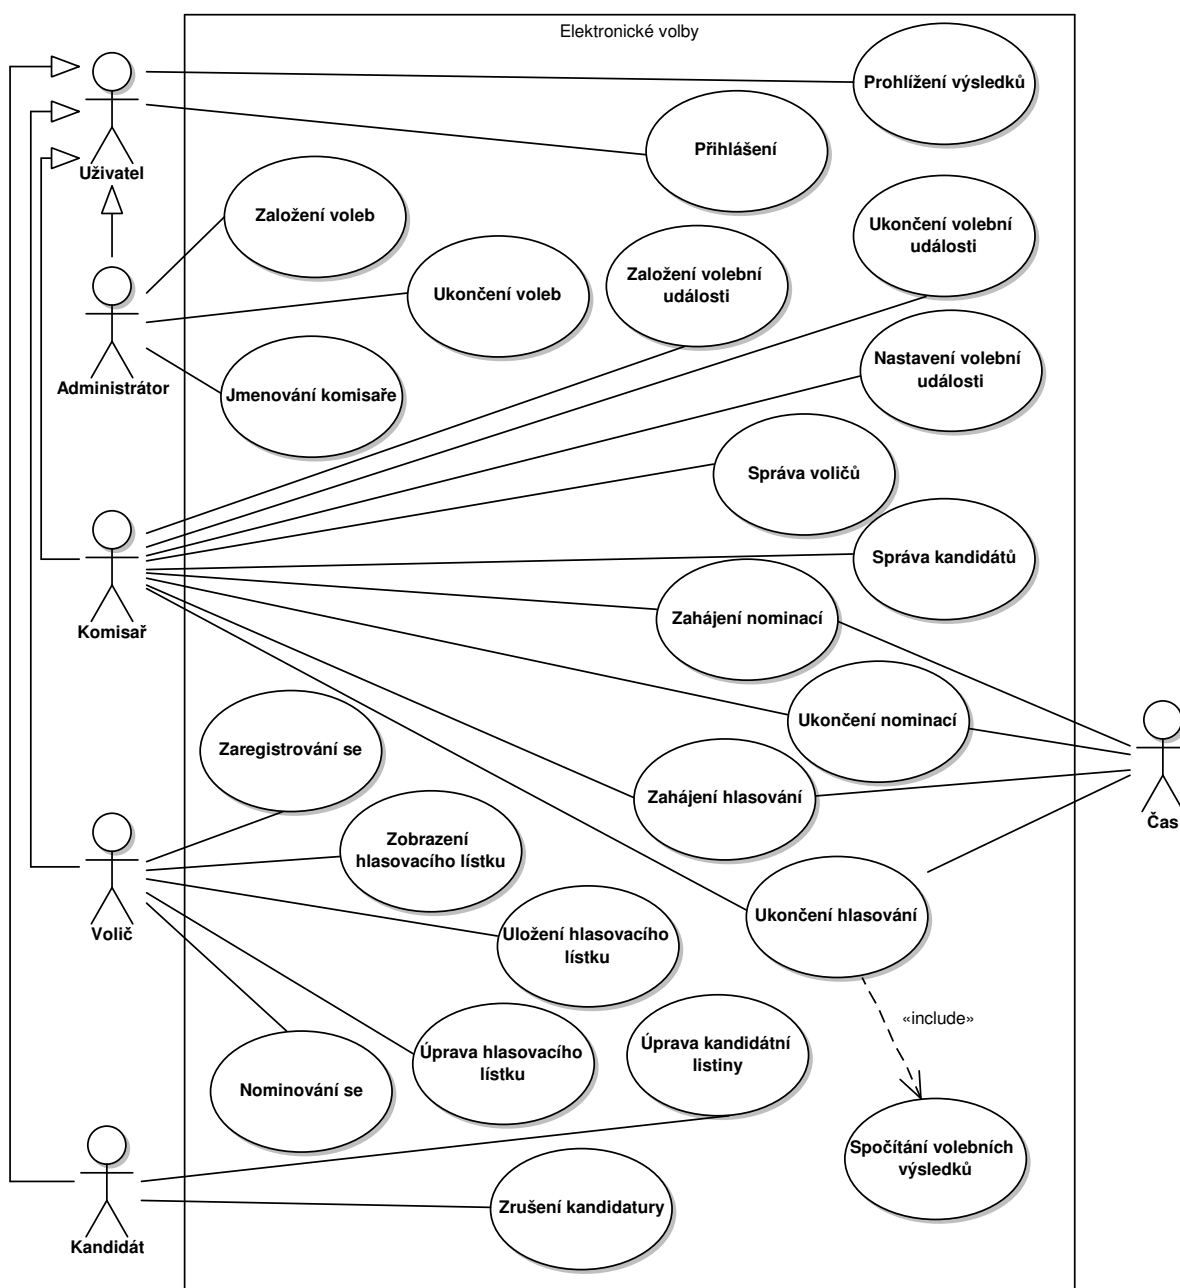 Elektronické volby
Prohlížení výsledků
Přihlášení
Uživatel
Založení voleb
Ukončení volební
události
Založení volební
události
Ukončení voleb
Nastavení volební
události
Administrátor
Jmenování komisaře
Správa voličů
Správa kandidátů
Komisař
Zahájení nominací
Ukončení nominací
Zaregistrování se
Zahájení hlasování
Čas
Zobrazení
hlasovacího lístku
Ukončení hlasování
Volič
Uložení hlasovacího
lístku
«include»
Úprava kandidátní
listiny
Úprava hlasovacího
lístku
Nominování se
Spočítání volebních
výsledků
Zrušení kandidatury
Kandidát